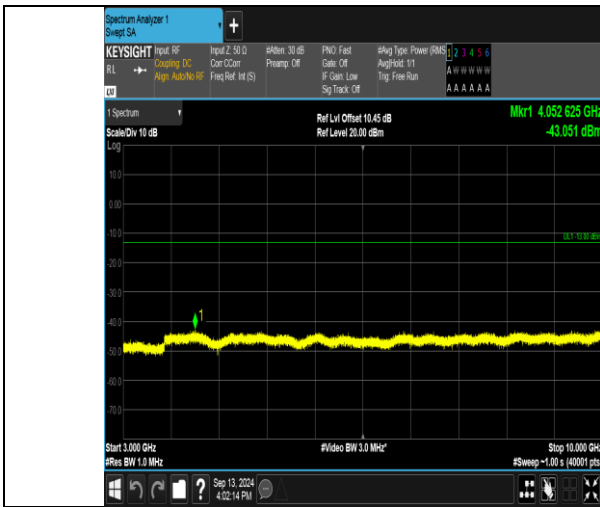 Spectrum Analyzer 1
Swept SA
+
KEYSIGHT Input: RF Input Z: 50 Ω #Atten: 30 dB PNO: Fast #Avg Type: Power (RMS 1 2 3 4 5 6
RL Coupling: DC Corr CCorr Preamp: Off Gate: Off Avg|Hold: 1/1 A W W W W W
Align: Auto/No RF Freq Ref: Int (S) IF Gain: Low Trig: Free Run
Sig Track: Off A A A A A A
LXI
1 Spectrum Ref Lvl Offset 10.45 dB Mkr1 4.052 625 GHz
Scale/Div 10 dB Ref Level 20.00 dBm -43.051 dBm
Log
10.0
0.00
-10.0
DL1 -13.00 dBm
-20.0
-30.0
-40.0
1
-50.0
-60.0
-70.0
Start 3.000 GHz #Video BW 3.0 MHz* Stop 10.000 GHz
#Res BW 1.0 MHz #Sweep ~1.00 s (40001 pts
? Sep 13, 2024
4:02:14 PM